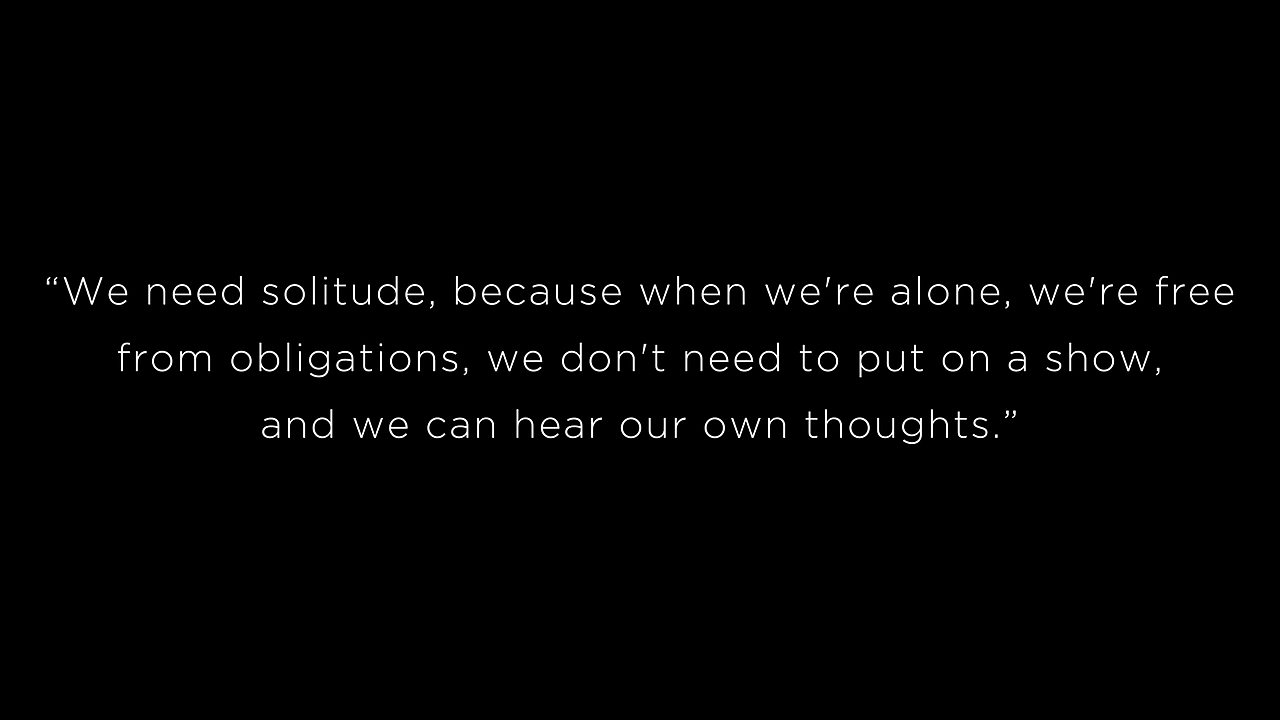 “We need solitude, because when we're alone, we're free
from obligations, we don't need to put on a show,
and we can hear our own thoughts.”